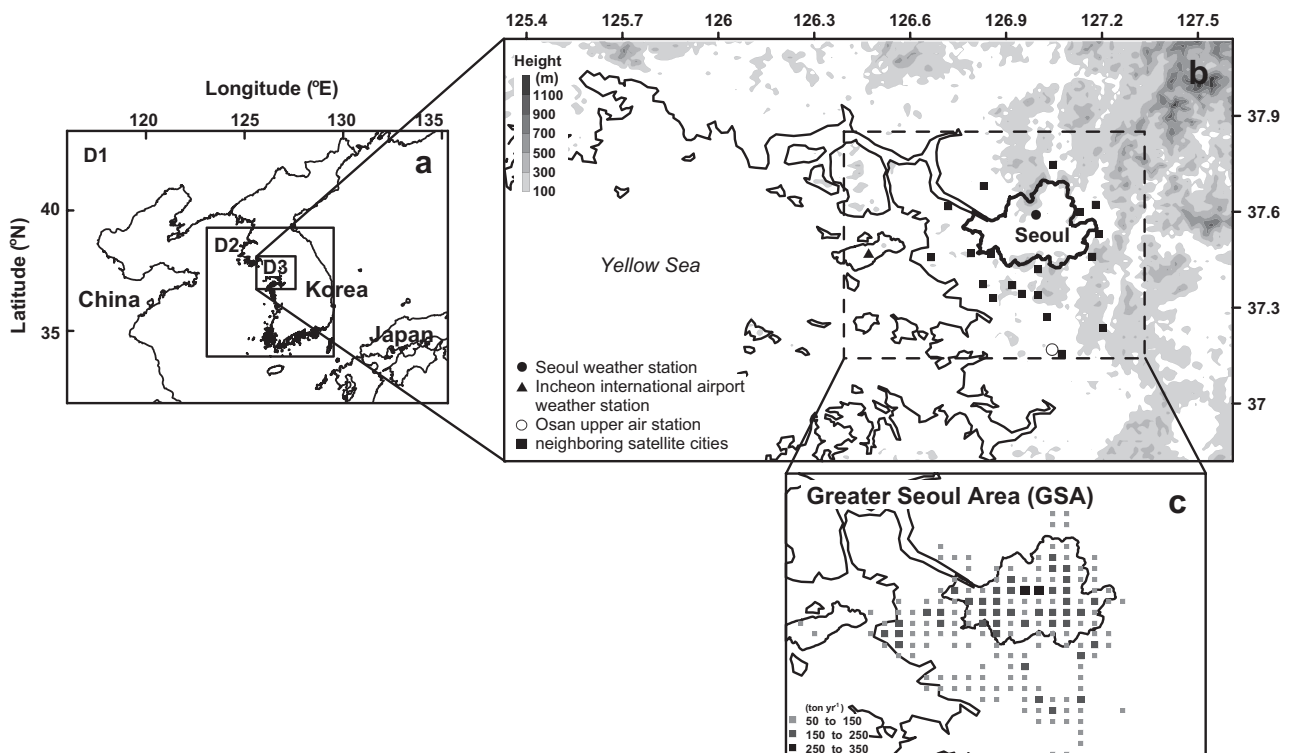 125.4 125.7 126 126.3 126.6 126.9 127.2 127.5
Height
(m)
1100
900
700
500
300
100
b
37.9
37.6
37.3
37
Longitude (ºE)
120 125 130 135
D1
a
40
35
Latitude (ºN)
D2
D3
China
Korea
Japan
Yellow Sea
Seoul
Seoul weather station
Incheon international airport
weather station
Osan upper air station
neighboring satellite cities
Greater Seoul Area (GSA)
c
(ton yr⁻¹)
50 to 150
150 to 250
250 to 350